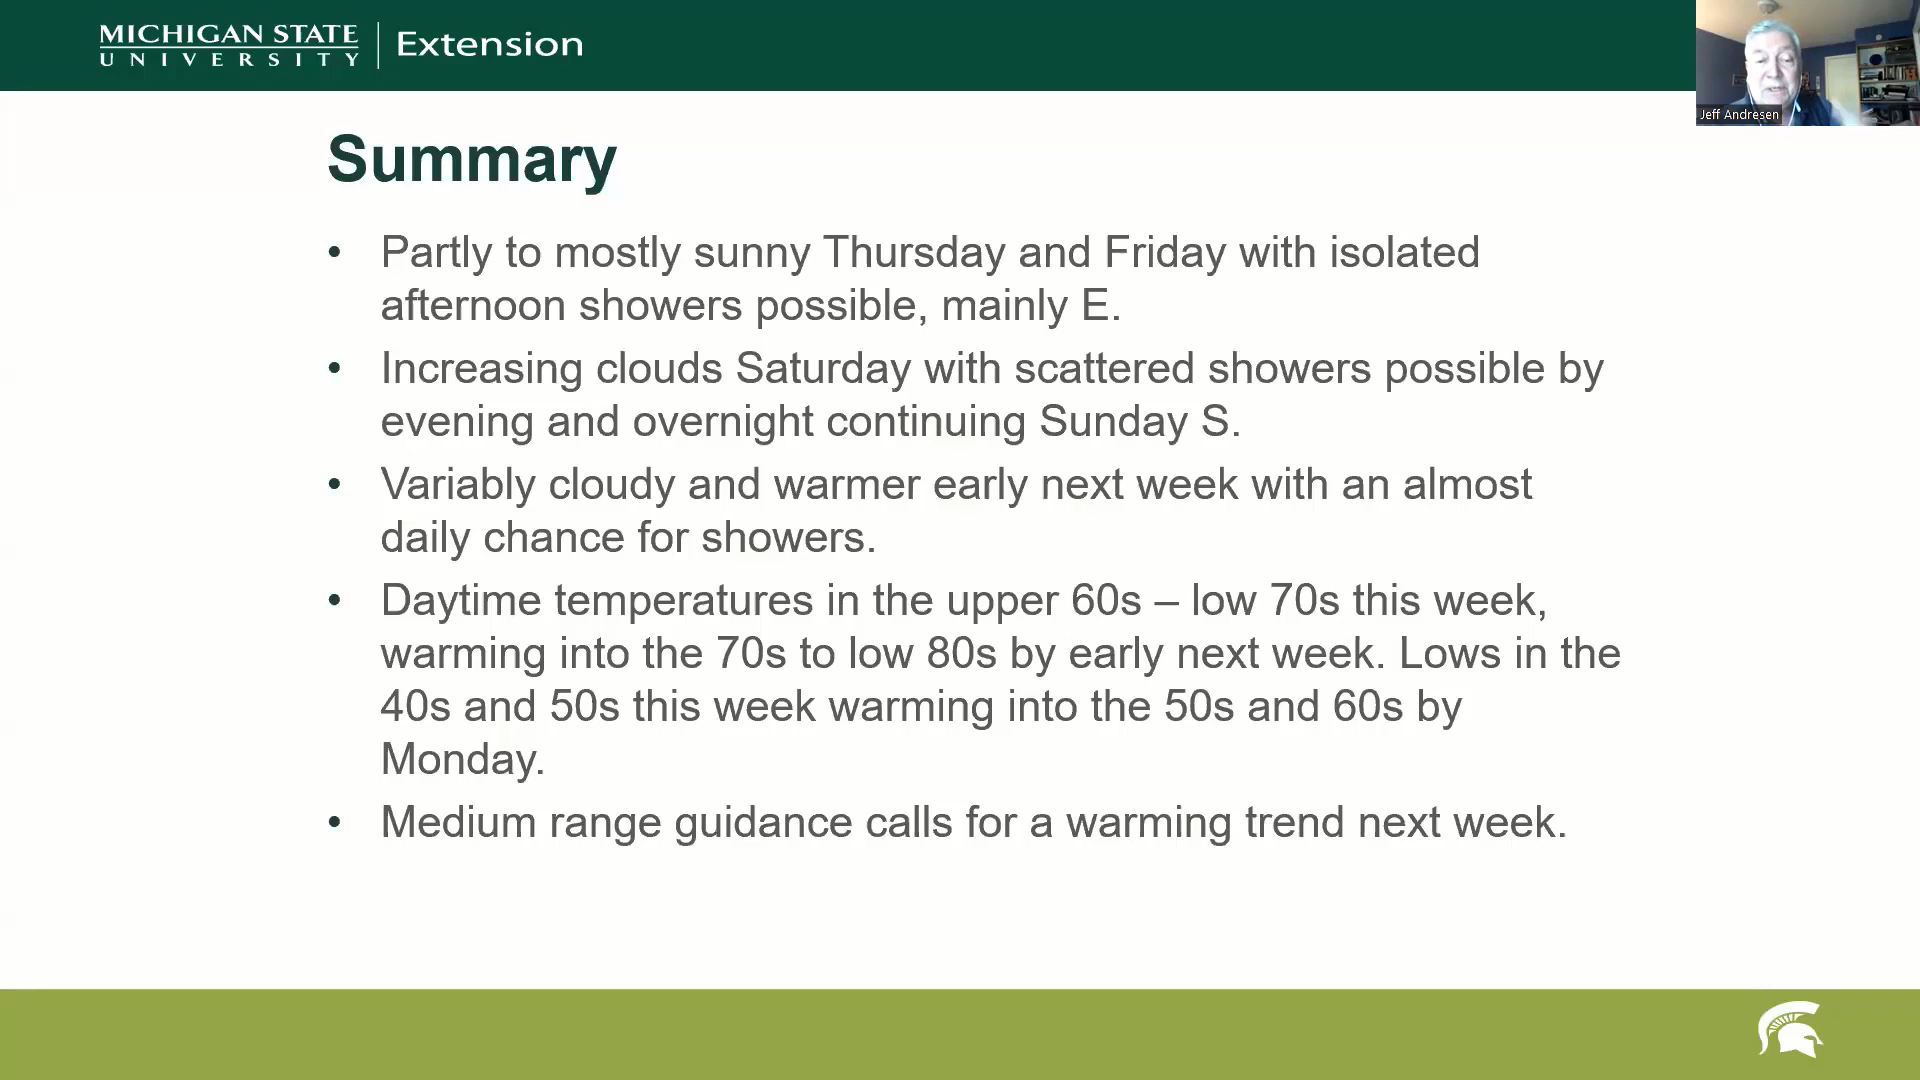 MICHIGAN STATE
UNIVERSITY
Extension
Jeff Andresen
Summary
• Partly to mostly sunny Thursday and Friday with isolated
afternoon showers possible, mainly E.
• Increasing clouds Saturday with scattered showers possible by
evening and overnight continuing Sunday S.
• Variably cloudy and warmer early next week with an almost
daily chance for showers.
• Daytime temperatures in the upper 60s – low 70s this week,
warming into the 70s to low 80s by early next week. Lows in the
40s and 50s this week warming into the 50s and 60s by
Monday.
• Medium range guidance calls for a warming trend next week.